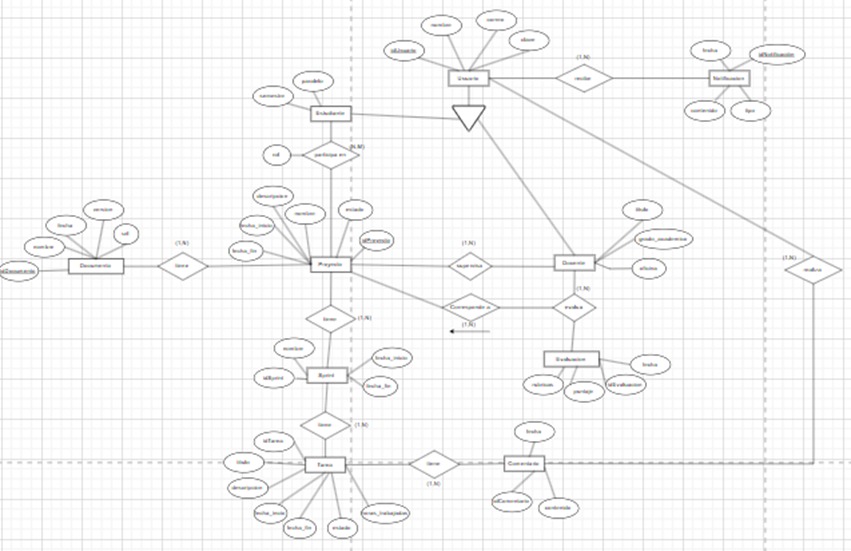 correo
nombre
clave
idUsuario
Usuario
(1,N)
recibe
fecha
idNotificacion
Notificacion
contenido
tipo
pseudo
semestre
Estudiante
rol
participa en
(N,M)
descripcion
nombre
estado
fecha_inicio
fecha_fin
idProyecto
Proyecto
version
fecha
url
nombre
idDocumento
Documento
(1,N)
tiene
(1,N)
supervisa
titulo
grado_academico
oficina
Docente
(1,N)
realiza
(1,N)
evalua
Corresponde a
(1,N)
tiene
(1,N)
nombre
fecha_inicio
idSprint
Sprint
fecha_fin
Evaluacion
fecha
rubricas
puntaje
idEvaluacion
tiene
(1,N)
idTarea
titulo
descripcion
fecha_inicio
fecha_fin
estado
horas_trabajadas
Tarea
tiene
(1,N)
fecha
Comentario
idComentario
contenido